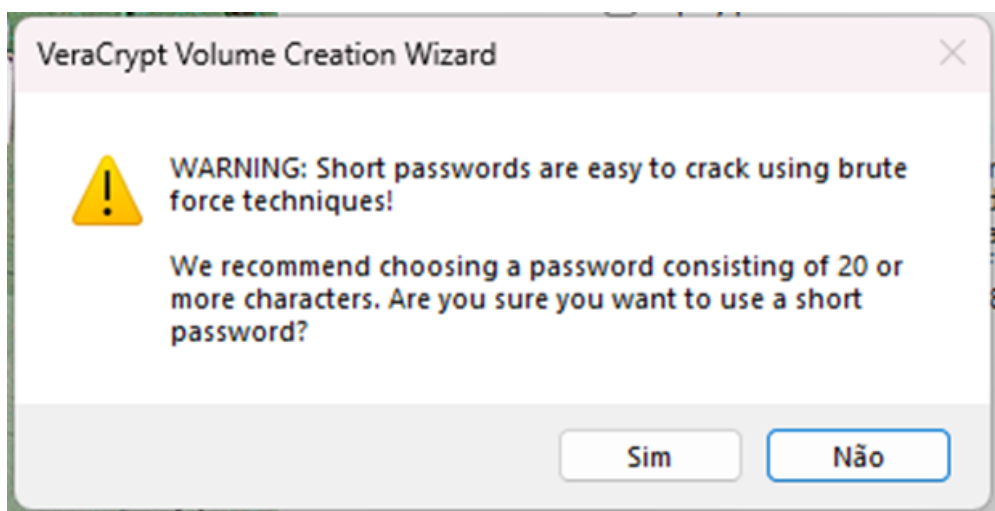 VeraCrypt Volume Creation Wizard
WARNING: Short passwords are easy to crack using brute
force techniques!
We recommend choosing a password consisting of 20 or
more characters. Are you sure you want to use a short
password?
Sim
Não